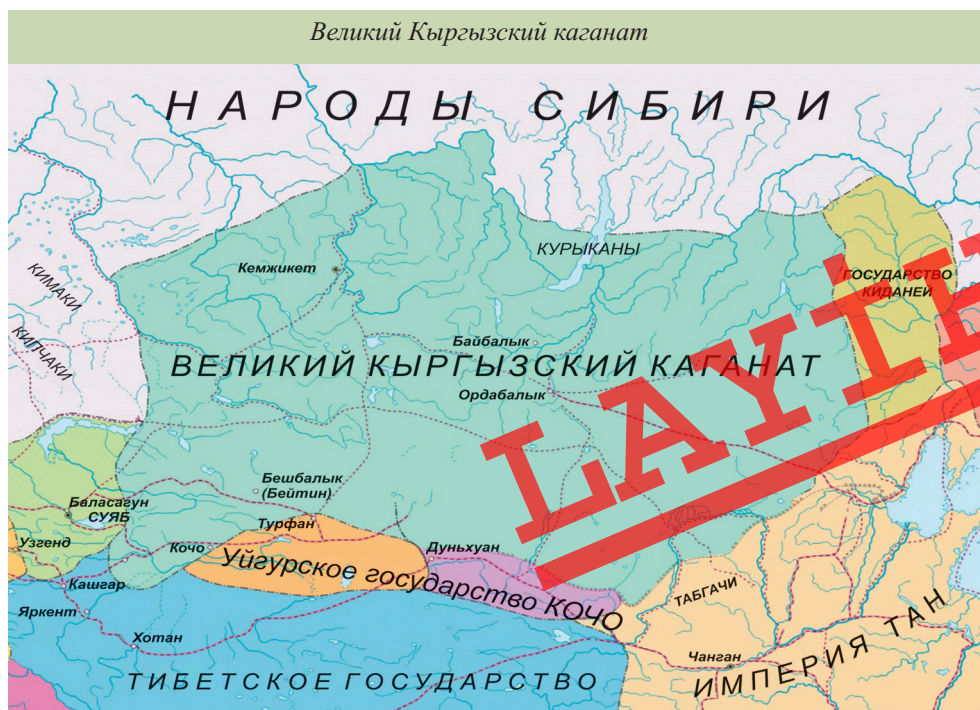 Великий Кыргызский каганат
НАРОДЫ СИБИРИ
КУРЫКАНЫ
Кемжикет
КИМАКИ
ГОСУДАРСТВО
КИДАНЕЙ
КИПЧАКИ
Байбалык
ВЕЛИКИЙ КЫРГЫЗСКИЙ КАГАНАТ
Ордабалык
LAYIH
Бешбалык
(Бейтин)
Баласагун
СУЯБ
Турфан
Узгенд
Кочо
Дуньхуан
Уйгурское государство КОЧО
Кашгар
ТАБГАЧИ
Яркент
Хотан
Чанган
ИМПЕРИЯ ТАН
ТИБЕТСКОЕ ГОСУДАРСТВО